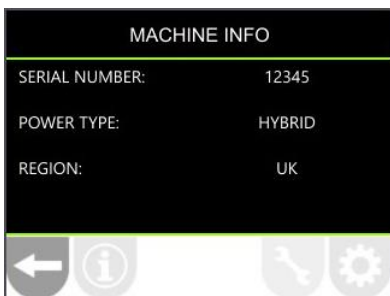 MACHINE INFO
SERIAL NUMBER: 12345
POWER TYPE: HYBRID
REGION: UK